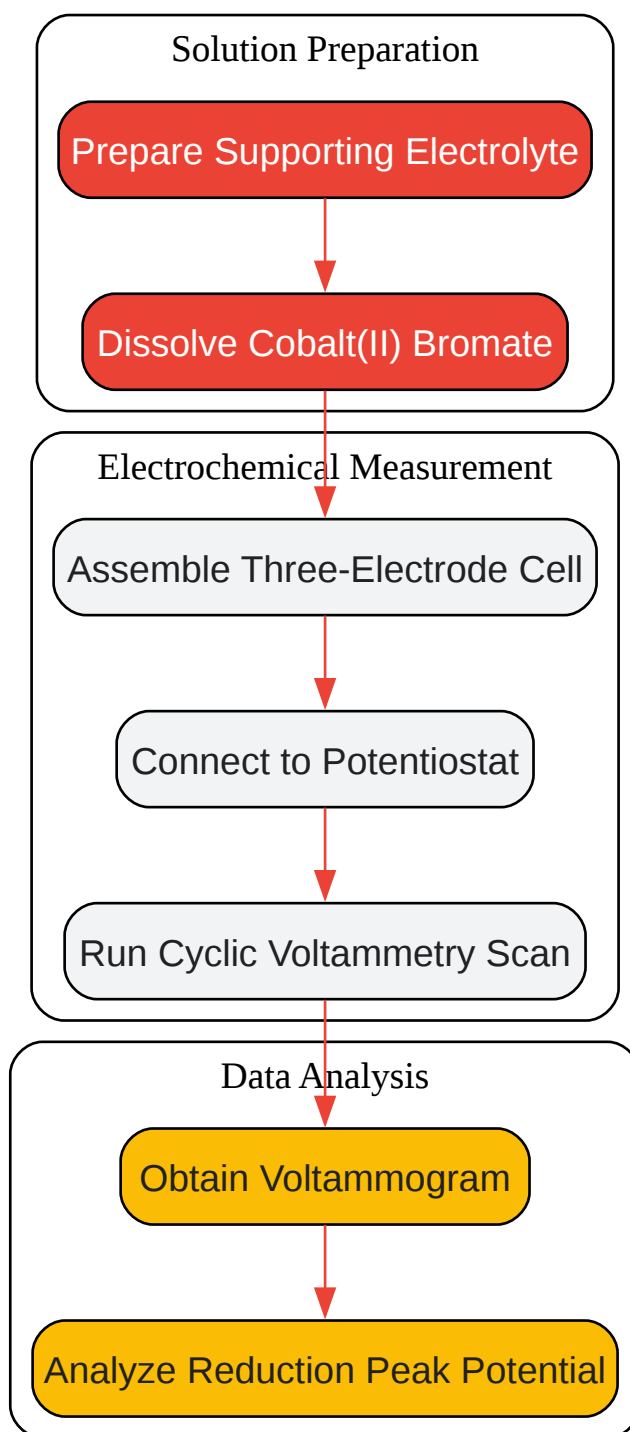 Solution Preparation
Prepare Supporting Electrolyte
Dissolve Cobalt(II) Bromate
Electrochemical Measurement
Assemble Three-Electrode Cell
Connect to Potentiostat
Run Cyclic Voltammetry Scan
Data Analysis
Obtain Voltammogram
Analyze Reduction Peak Potential